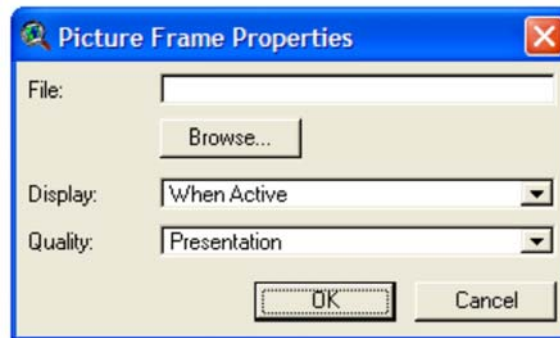 Picture Frame Properties
File:
Browse...
Display: When Active
Quality: Presentation
OK Cancel